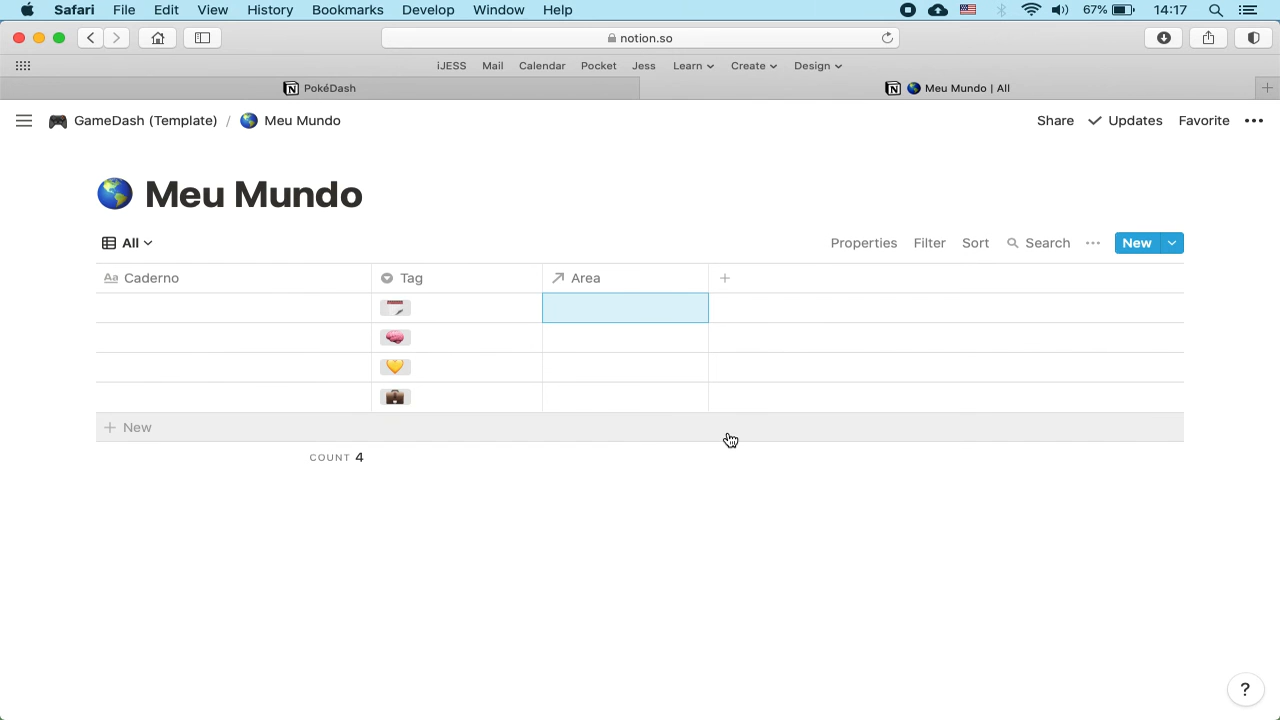 Safari File Edit View History Bookmarks Develop Window Help 67% 14:17
notion.so
iJESS Mail Calendar Pocket Jess Learn Create Design
PokéDash Meu Mundo | All
GameDash (Template) / Meu Mundo Share Updates Favorite
Meu Mundo
All Properties Filter Sort Search New
Aa Caderno Tag Area
New
COUNT 4
?